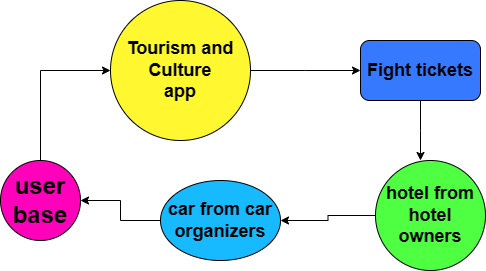 Tourism and
Culture
app
Fight tickets
user
base
car from car
organizers
hotel from
hotel
owners